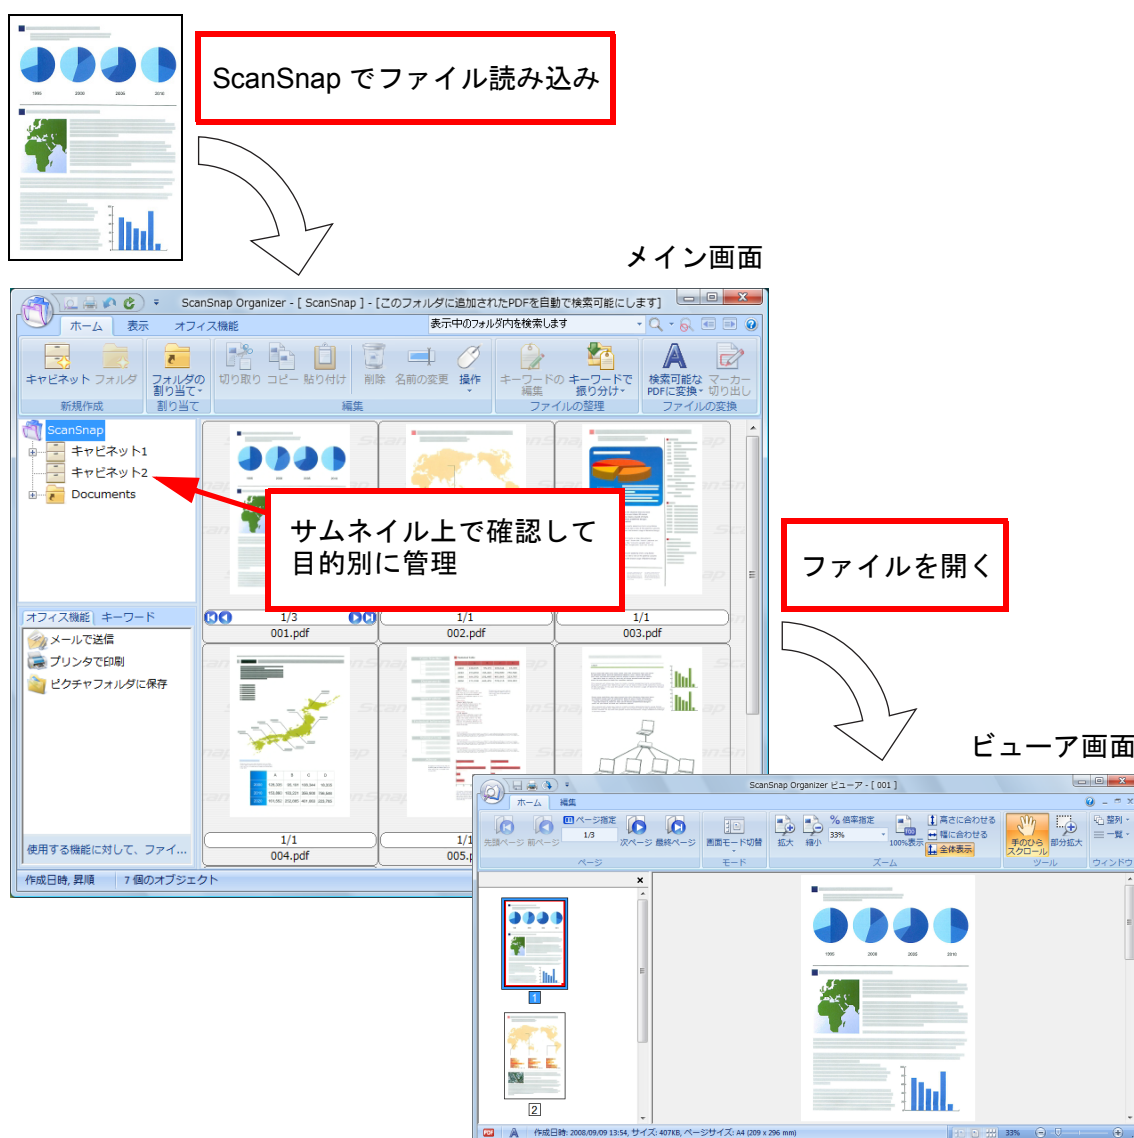 1995 2000 2005 2010
ScanSnap でファイル読み込み
メイン画面
ScanSnap Organizer - [ ScanSnap ] - [このフォルダに追加されたPDFを自動で検索可能にします]
ホーム 表示 オフィス機能
表示中のフォルダ内を検索します
キャビネット フォルダ
新規作成
フォルダの
割り当て
割り当て
切り取り コピー 貼り付け 削除 名前の変更 操作
編集
キーワードの
編集
キーワードで
振り分け
ファイルの整理
検索可能な
PDFに変換
マーカー
切り出し
ファイルの変換
ScanSnap
キャビネット1
キャビネット2
Documents
サムネイル上で確認して
目的別に管理
1/3
001.pdf
1/1
002.pdf
1/1
003.pdf
オフィス機能 キーワード
メールで送信
プリンタで印刷
ピクチャフォルダに保存
使用する機能に対して、ファイ...
A B C D
1/1
004.pdf
005.p
作成日時, 昇順 7 個のオブジェクト
ファイルを開く
ビューア画面
ScanSnap Organizer ビューア - [ 001 ]
ホーム 編集
先頭ページ 前ページ
ページ指定
1/3
次ページ 最終ページ
ページ
画面モード切替
モード
拡大 縮小
% 倍率指定
33%
100%表示
高さに合わせる
幅に合わせる
全体表示
ズーム
手のひら
スクロール
部分拡大
ツール
整列
一覧
ウィンドウ
1
2
1995 2000 2005 2010
作成日時: 2008/09/09 13:54, サイズ: 407KB, ページサイズ: A4 (209 x 296 mm)
33%